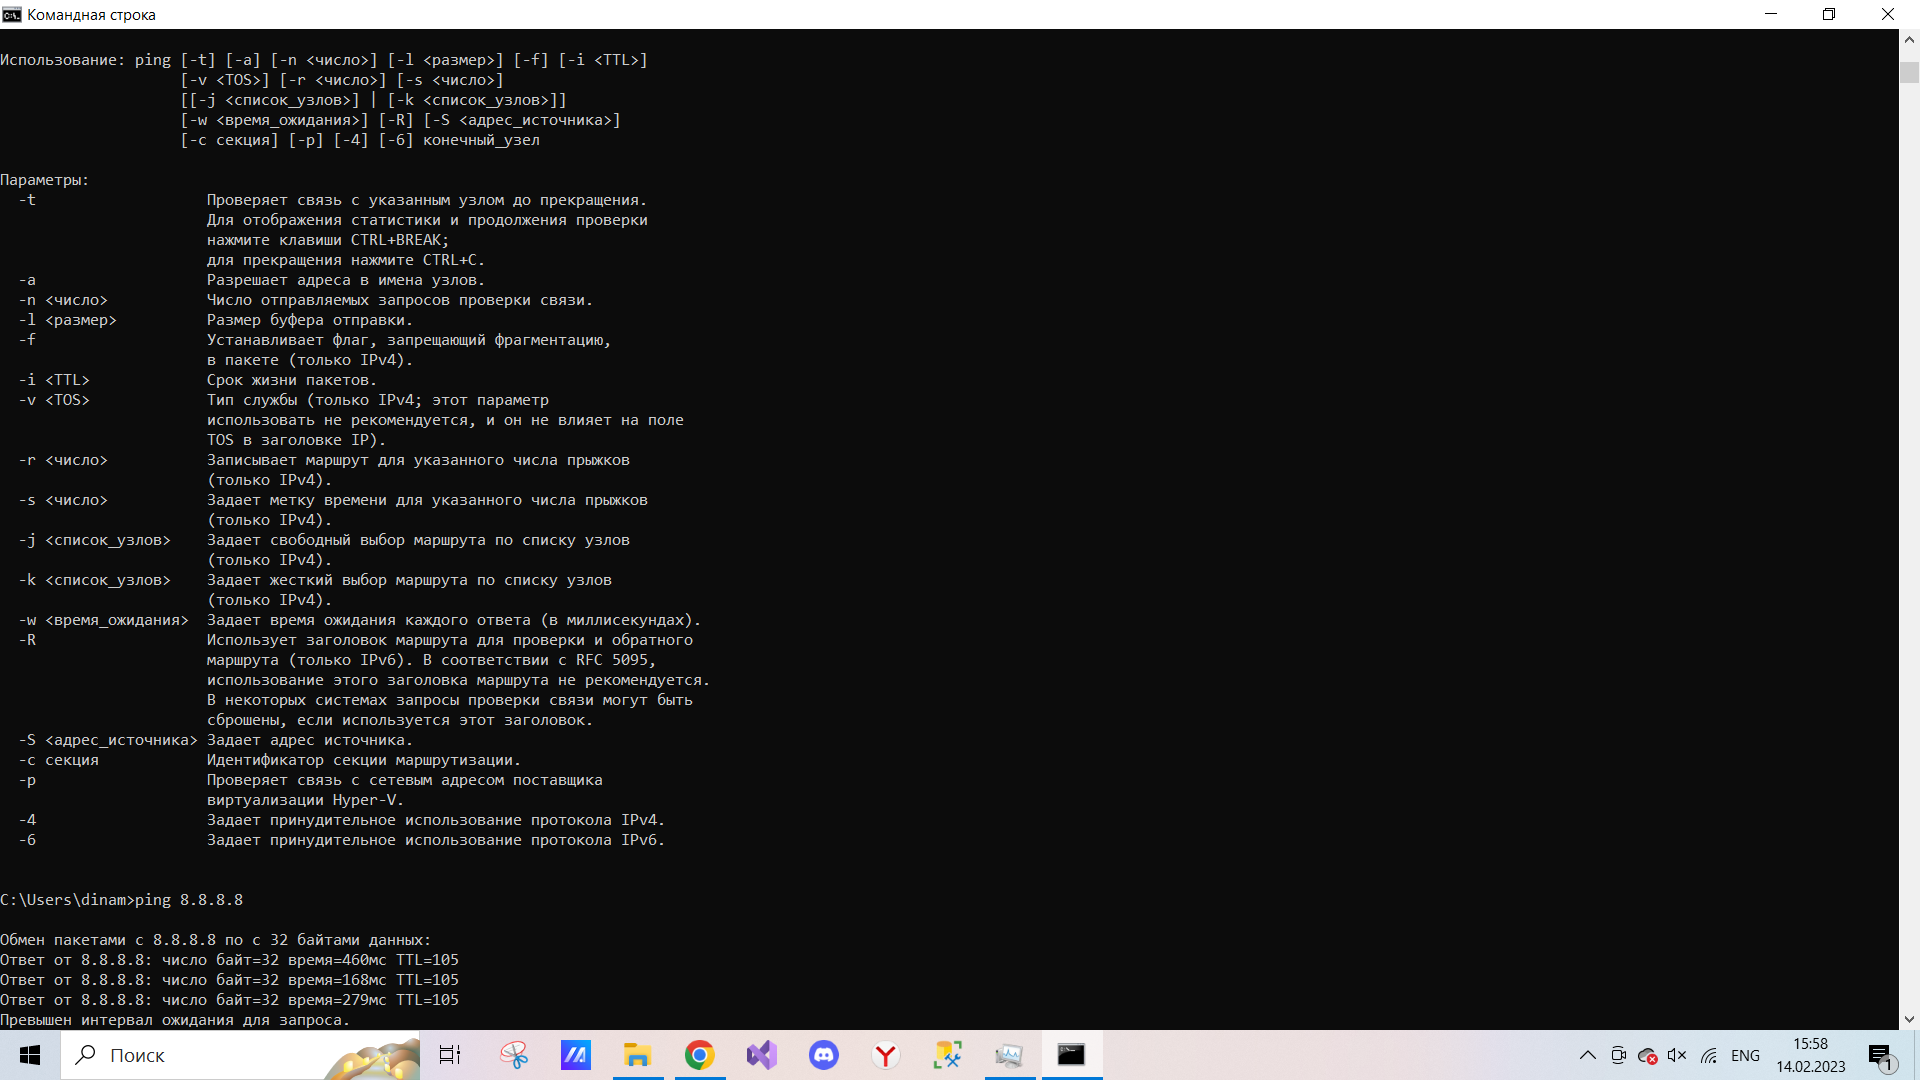 Командная строка
Использование: ping [-t] [-a] [-n <число>] [-l <размер>] [-f] [-i <TTL>]
[-v <TOS>] [-r <число>] [-s <число>]
[[-j <список_узлов>] | [-k <список_узлов>]]
[-w <время_ожидания>] [-R] [-S <адрес_источника>]
[-c секция] [-p] [-4] [-6] конечный_узел
Параметры:
-t Проверяет связь с указанным узлом до прекращения.
Для отображения статистики и продолжения проверки
нажмите клавиши CTRL+BREAK;
для прекращения нажмите CTRL+C.
-a Разрешает адреса в имена узлов.
-n <число> Число отправляемых запросов проверки связи.
-l <размер> Размер буфера отправки.
-f Устанавливает флаг, запрещающий фрагментацию,
в пакете (только IPv4).
-i <TTL> Срок жизни пакетов.
-v <TOS> Тип службы (только IPv4; этот параметр
использовать не рекомендуется, и он не влияет на поле
TOS в заголовке IP).
-r <число> Записывает маршрут для указанного числа прыжков
(только IPv4).
-s <число> Задает метку времени для указанного числа прыжков
(только IPv4).
-j <список_узлов> Задает свободный выбор маршрута по списку узлов
(только IPv4).
-k <список_узлов> Задает жесткий выбор маршрута по списку узлов
(только IPv4).
-w <время_ожидания> Задает время ожидания каждого ответа (в миллисекундах).
-R Использует заголовок маршрута для проверки и обратного
маршрута (только IPv6). В соответствии с RFC 5095,
использование этого заголовка маршрута не рекомендуется.
В некоторых системах запросы проверки связи могут быть
сброшены, если используется этот заголовок.
-S <адрес_источника> Задает адрес источника.
-c секция Идентификатор секции маршрутизации.
-p Проверяет связь с сетевым адресом поставщика
виртуализации Hyper-V.
-4 Задает принудительное использование протокола IPv4.
-6 Задает принудительное использование протокола IPv6.
C:\Users\dinam>ping 8.8.8.8
Обмен пакетами с 8.8.8.8 по с 32 байтами данных:
Ответ от 8.8.8.8: число байт=32 время=460мс TTL=105
Ответ от 8.8.8.8: число байт=32 время=168мс TTL=105
Ответ от 8.8.8.8: число байт=32 время=279мс TTL=105
Превышен интервал ожидания для запроса.
Поиск
ENG
15:58
14.02.2023
1